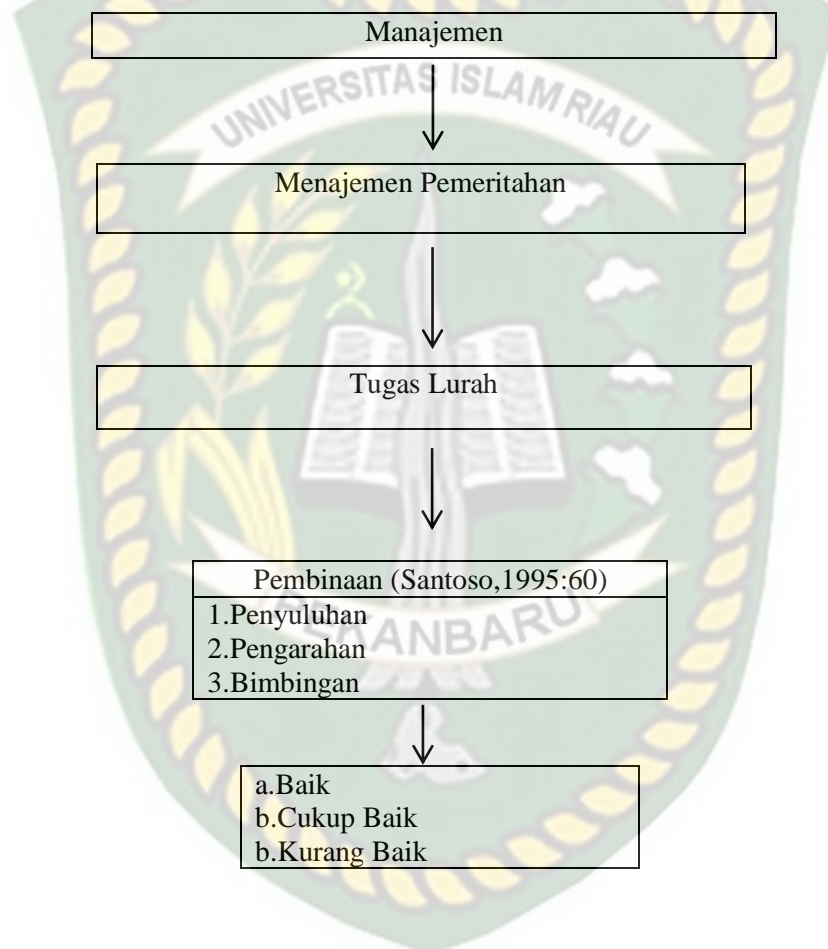 Manajemen
UNIVERSITAS ISLAM RIAU
Menajemen Pemeritahan
Tugas Lurah
Pembinaan (Santoso,1995:60)
PEKANBARU
1.Penyuluhan
2.Pengarahan
3.Bimbingan
a.Baik
b.Cukup Baik
b.Kurang Baik